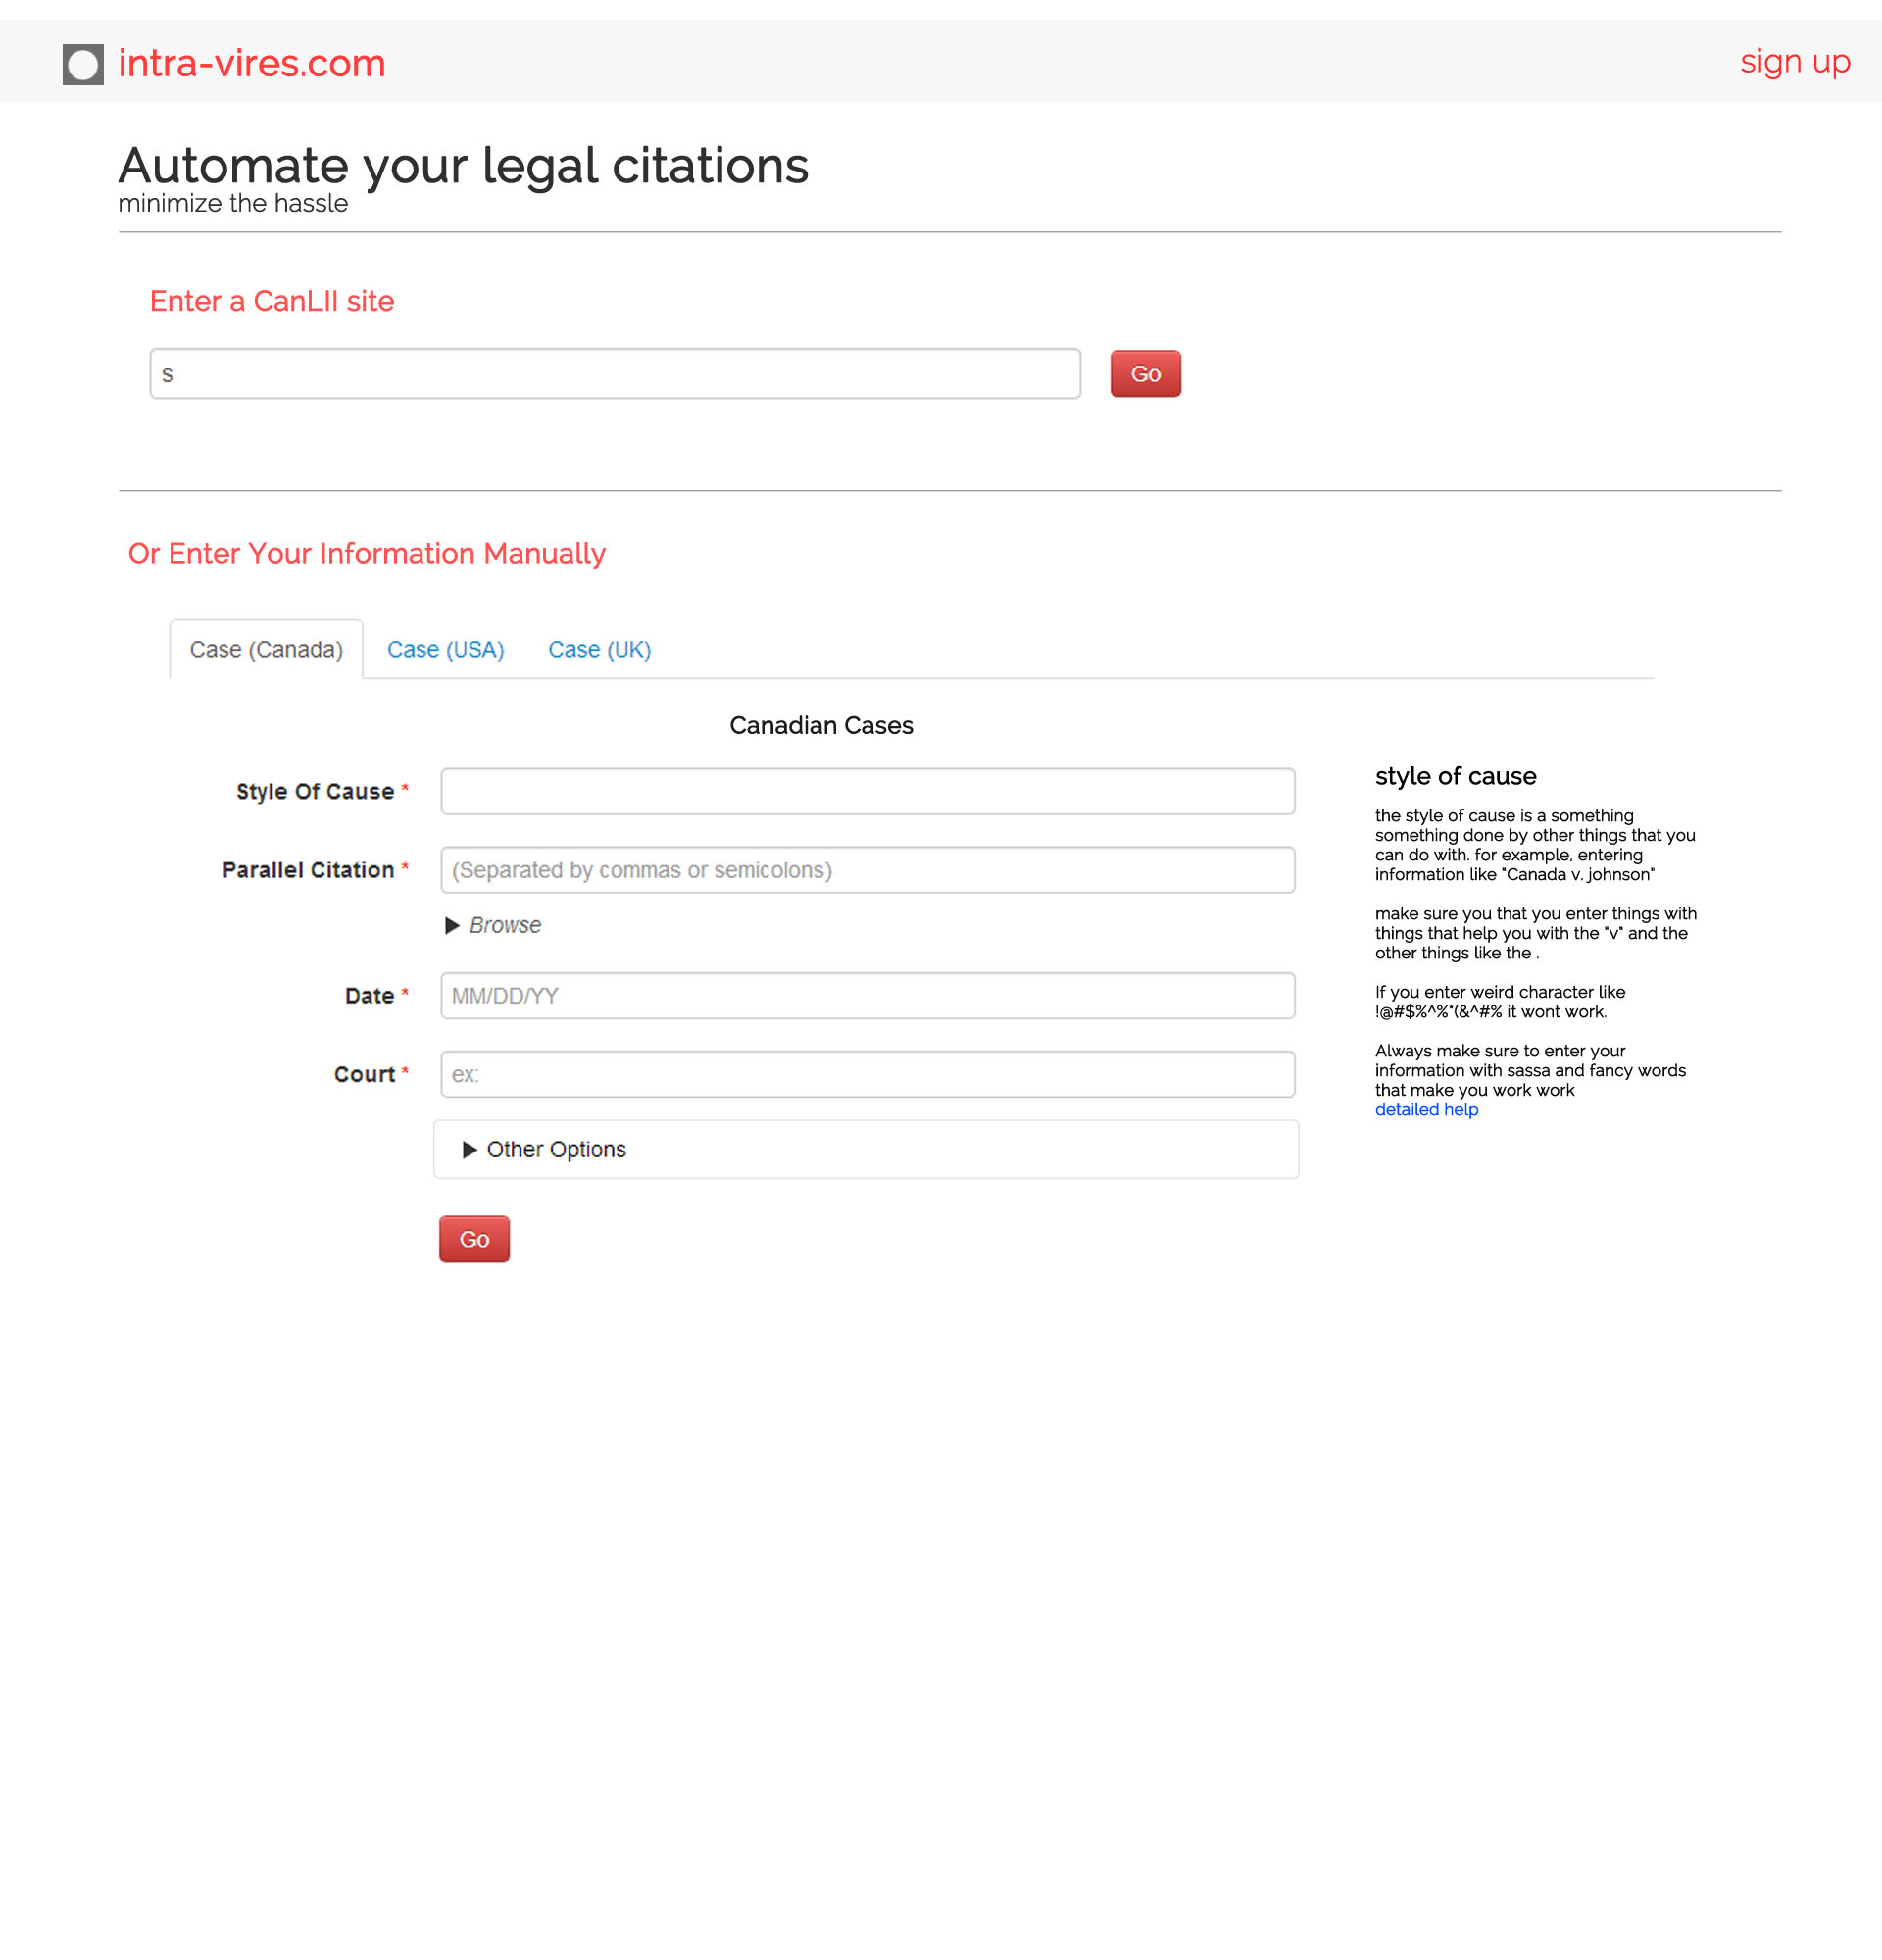 intra-vires.com
sign up
Automate your legal citations
minimize the hassle
Enter a CanLII site
s
Go
Or Enter Your Information Manually
Case (Canada)
Case (USA)
Case (UK)
Canadian Cases
Style Of Cause *
Parallel Citation *
(Separated by commas or semicolons)
▶ Browse
Date *
MM/DD/YY
Court *
ex:
▶ Other Options
Go
style of cause
the style of cause is a something
something done by other things that you
can do with. for example, entering
information like "Canada v. johnson"
make sure you that you enter things with
things that help you with the "v" and the
other things like the .
If you enter weird character like
!@#$%^%*(&^#% it wont work.
Always make sure to enter your
information with sassa and fancy words
that make you work work
detailed help